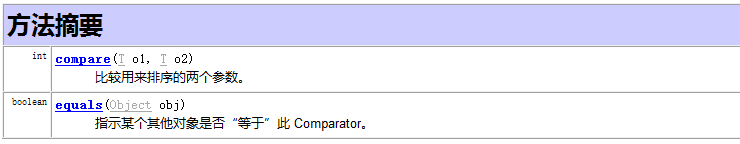 方法摘要
int compare(T o1, T o2)
比较用来排序的两个参数。
boolean equals(Object obj)
指示某个其他对象是否“等于”此 Comparator。